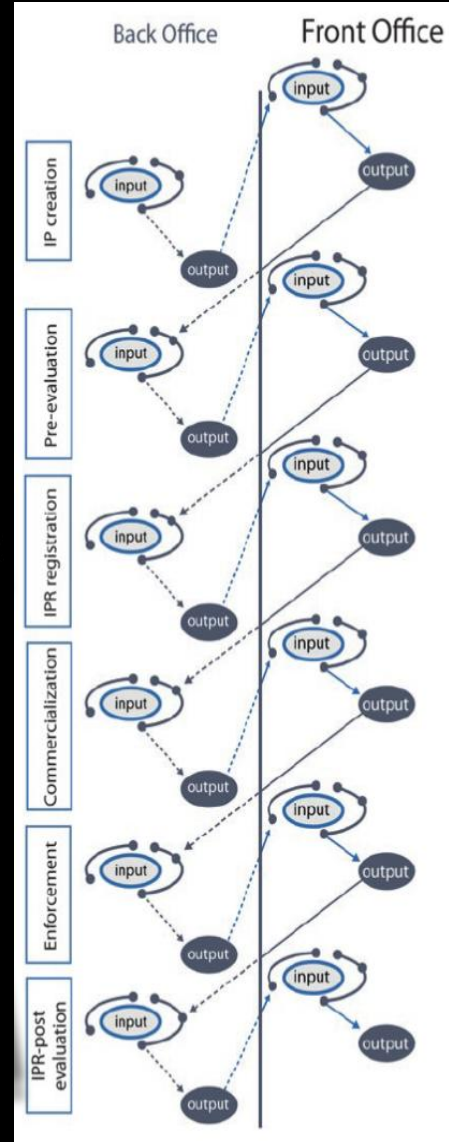 Back Office
Front Office
input
output
IP creation
input
output
input
output
Pre-evaluation
input
output
input
output
IPR registration
input
output
input
output
Commercialization
input
output
input
output
Enforcement
input
output
input
output
IPR-post
evaluation
input
output